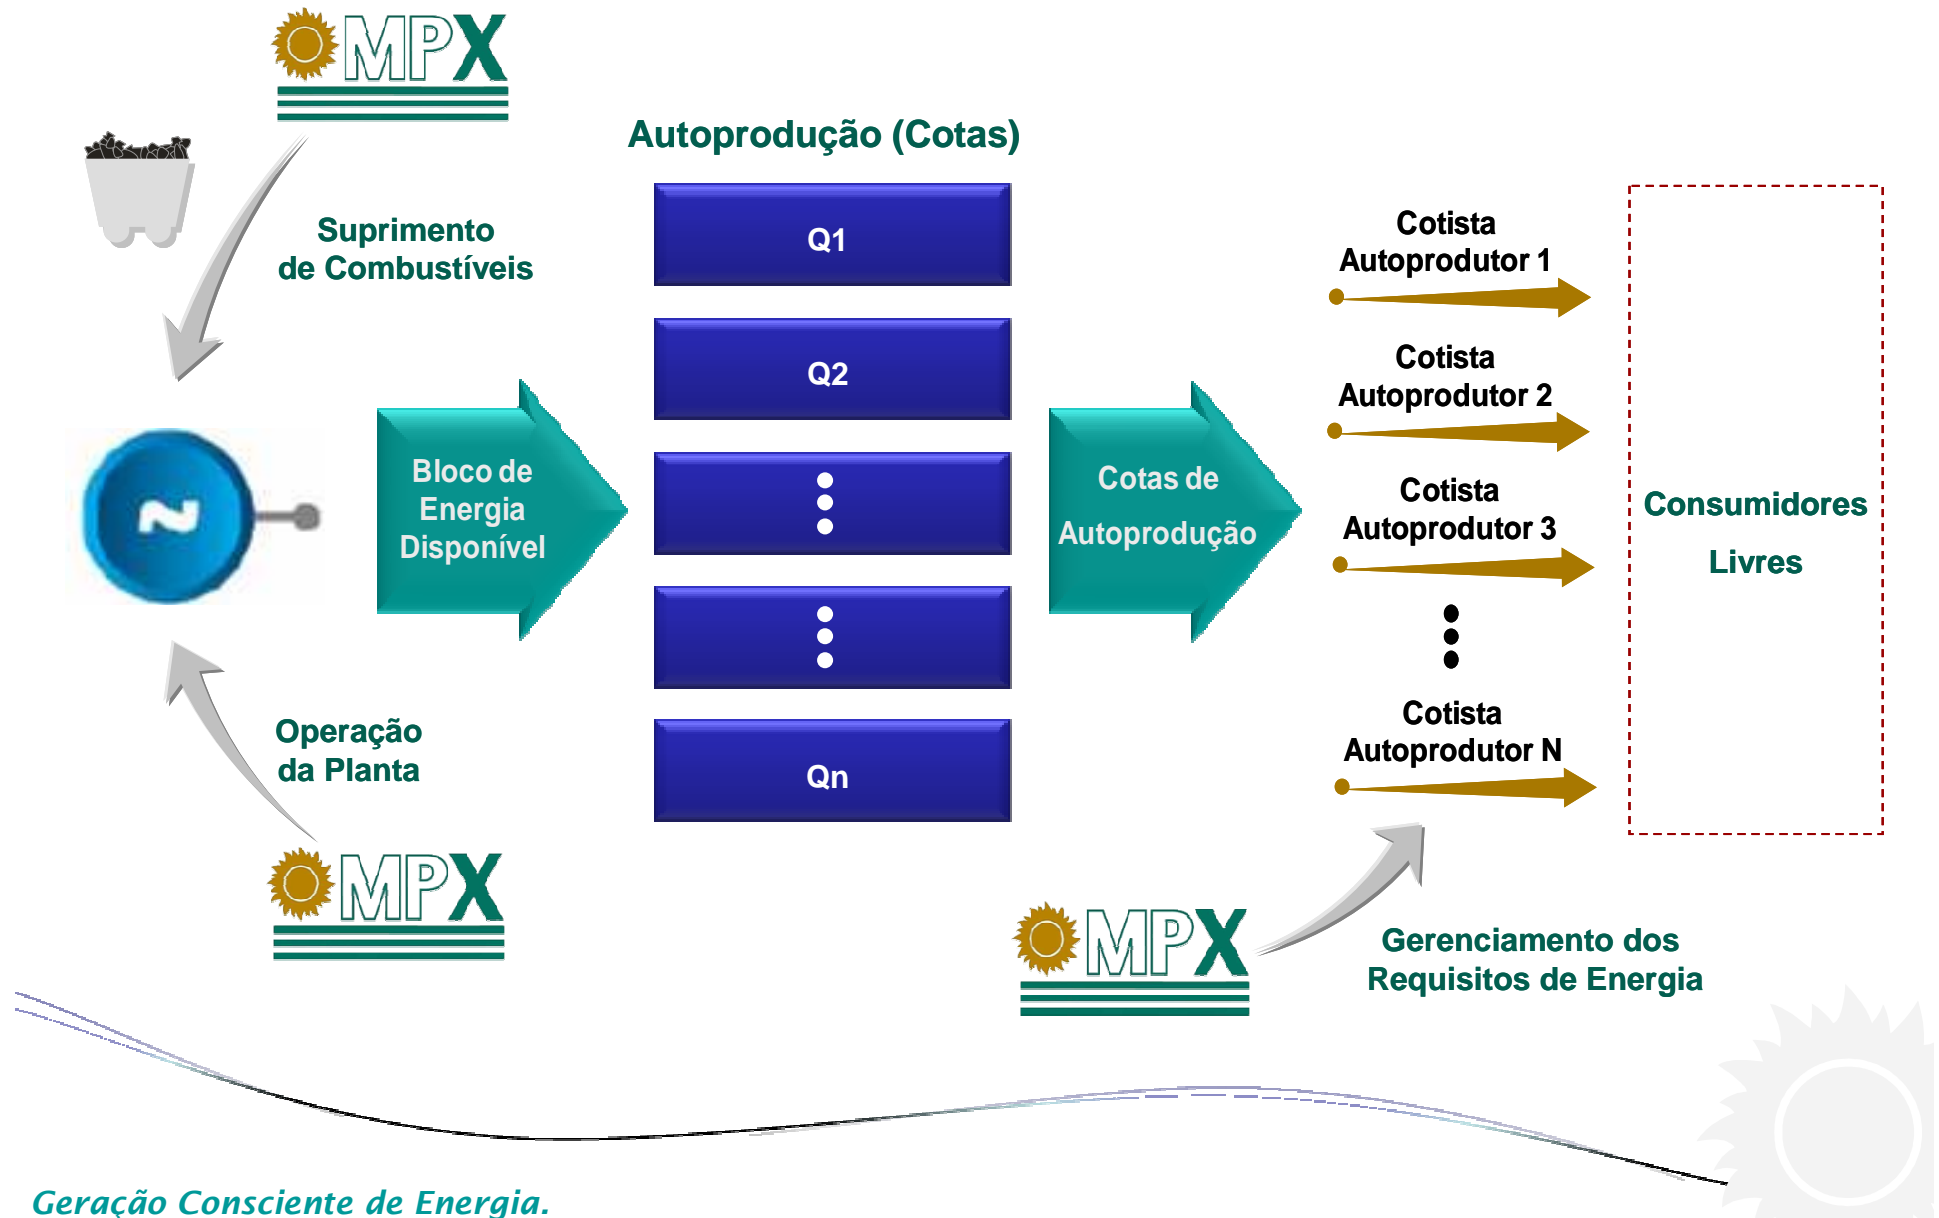 MPX
Autoprodução (Cotas)
Suprimento
de Combustíveis
Q1
Q2
Qn
Bloco de
Energia
Disponível
Cotas de
Autoprodução
Cotista
Autoprodutor 1
Cotista
Autoprodutor 2
Cotista
Autoprodutor 3
Cotista
Autoprodutor N
Consumidores
Livres
Operação
da Planta
MPX
MPX
Gerenciamento dos
Requisitos de Energia
Geração Consciente de Energia.